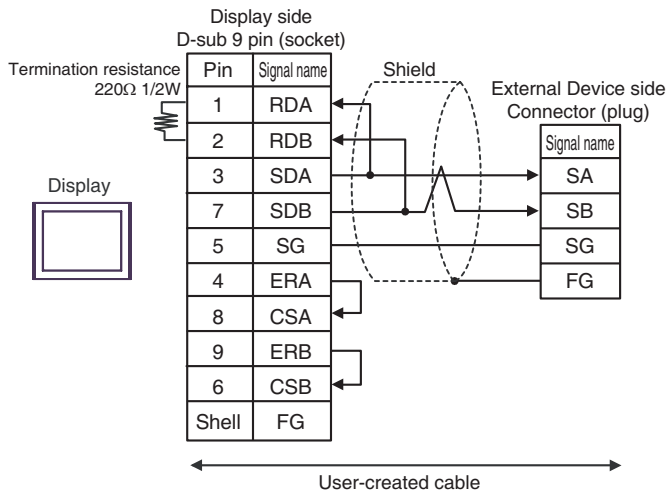 Display side
D-sub 9 pin (socket)
Termination resistance
220Ω 1/2W
Pin Signal name
1 RDA
2 RDB
3 SDA
7 SDB
5 SG
4 ERA
8 CSA
9 ERB
6 CSB
Shell FG
Shield
External Device side
Connector (plug)
Signal name
SA
SB
SG
FG
Display
User-created cable